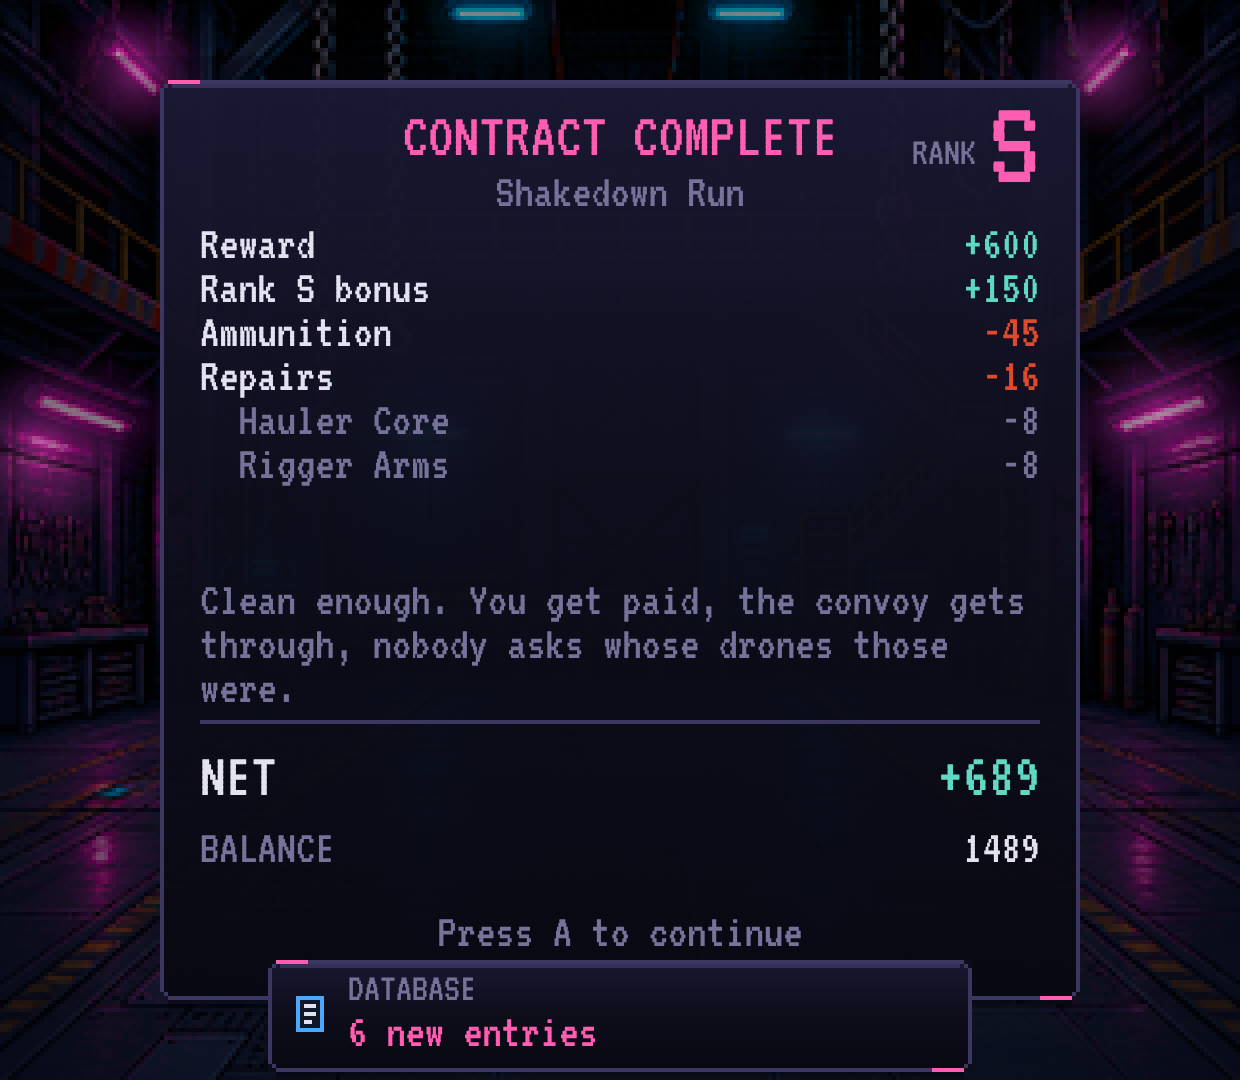 CONTRACT COMPLETE
RANK S
Shakedown Run
Reward +600
Rank S bonus +150
Ammunition -45
Repairs -16
Hauler Core -8
Rigger Arms -8
Clean enough. You get paid, the convoy gets
through, nobody asks whose drones those
were.
NET +689
BALANCE 1489
Press A to continue
DATABASE
6 new entries